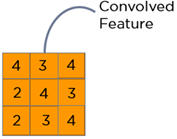 Convolved
Feature
4 3 4
2 4 3
2 3 4